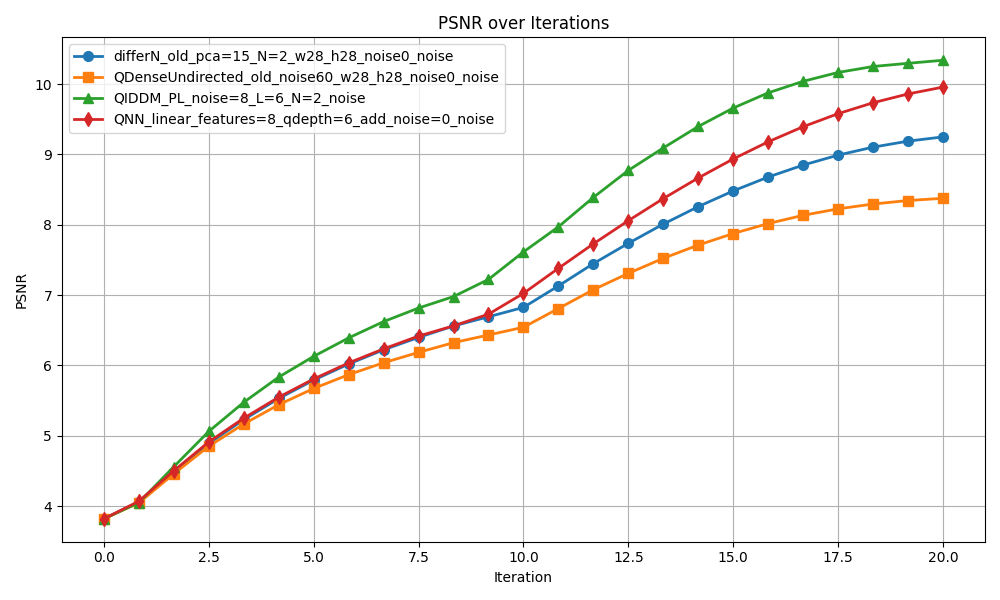 PSNR over Iterations
differN_old_pca=15_N=2_w28_h28_noise0_noise
QDenseUndirected_old_noise60_w28_h28_noise0_noise
QIDDM_PL_noise=8_L=6_N=2_noise
QNN_linear_features=8_qdepth=6_add_noise=0_noise
PSNR
10
9
8
7
6
5
4
0.0 2.5 5.0 7.5 10.0 12.5 15.0 17.5 20.0
Iteration